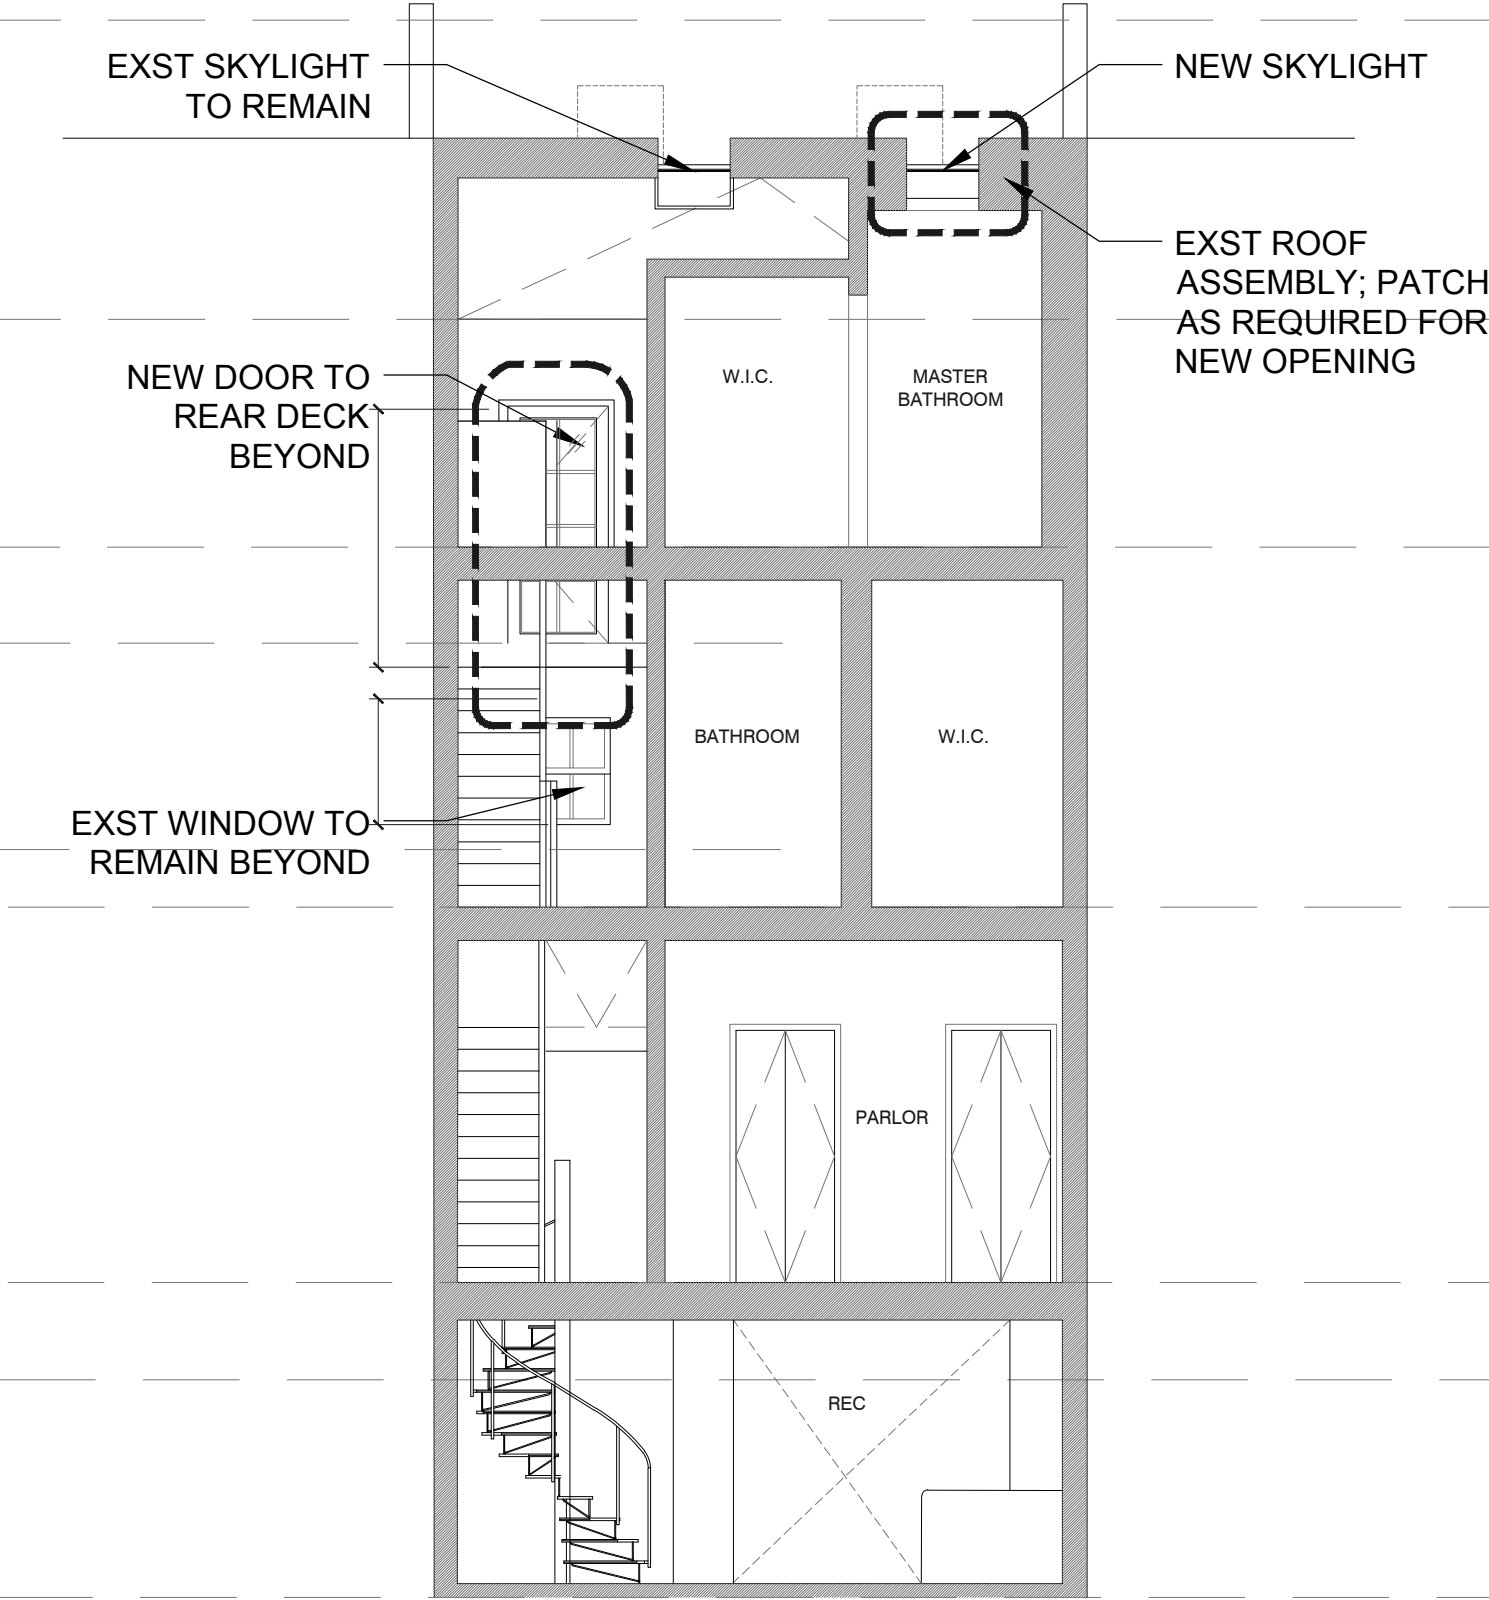 EXST SKYLIGHT
TO REMAIN
NEW SKYLIGHT
EXST ROOF
ASSEMBLY; PATCH
AS REQUIRED FOR
NEW OPENING
NEW DOOR TO
REAR DECK
BEYOND
W.I.C.
MASTER
BATHROOM
BATHROOM
W.I.C.
EXST WINDOW TO
REMAIN BEYOND
PARLOR
REC